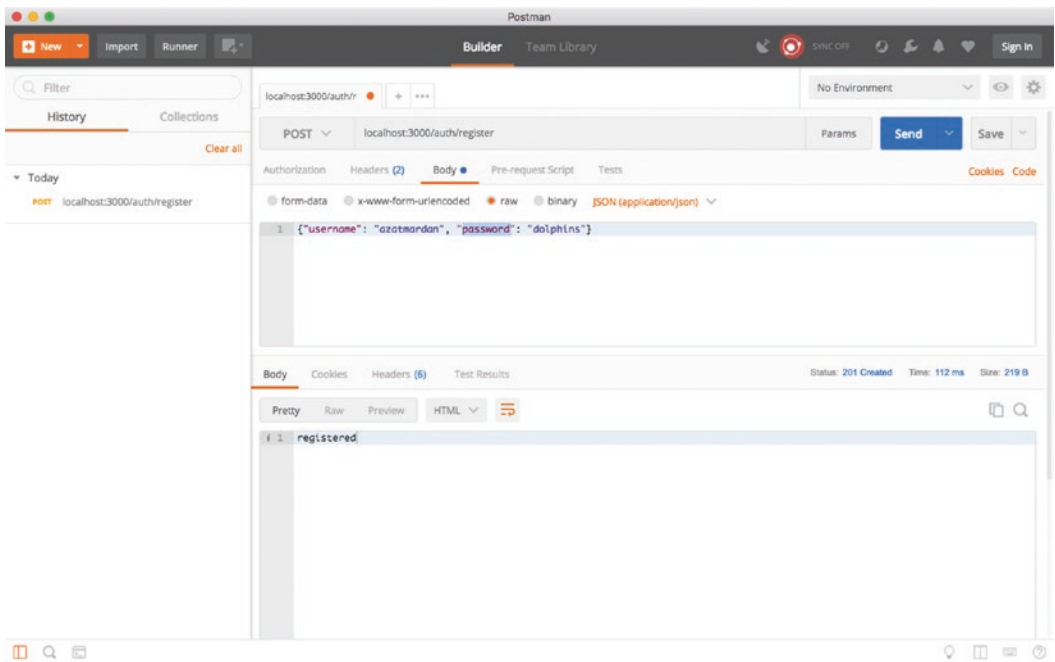 Postman
New Import Runner Builder Team Library SYNC OFF Sign In
Filter
History Collections
Clear all
Today
POST localhost:3000/auth/register
localhost:3000/auth/r + •••
No Environment
POST localhost:3000/auth/register Params Send Save
Authorization Headers (2) Body Pre-request Script Tests Cookies Code
form-data x-www-form-urlencoded raw binary JSON (application/json)
1 {"username": "azatmardan", "password": "dolphins"}
Body Cookies Headers (6) Test Results Status: 201 Created Time: 112 ms Size: 219 B
Pretty Raw Preview HTML
i 1 registered